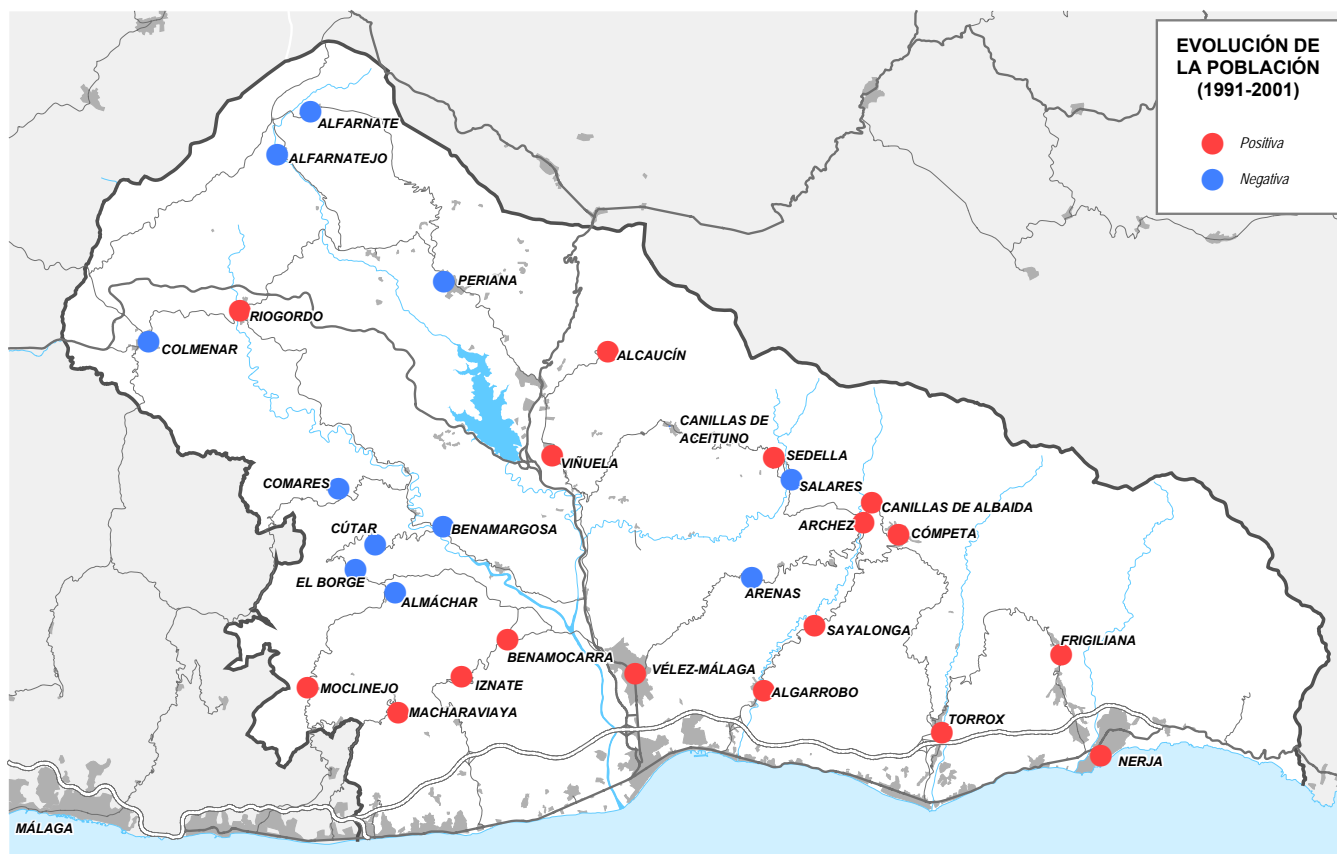 EVOLUCIÓN DE
LA POBLACIÓN
(1991-2001)
Positiva
Negativa
ALFARNATE
ALFARNATEJO
PERIANA
RIOGORDO
COLMENAR
ALCAUCÍN
CANILLAS DE
ACEITUNO
VIÑUELA
SEDELLA
SALARES
COMARES
CANILLAS DE ALBAIDA
ARCHEZ
CÚTAR
BENAMARGOSA
CÓMPETA
EL BORGE
ALMÁCHAR
ARENAS
SAYALONGA
FRIGILIANA
BENAMOCARRA
VÉLEZ-MÁLAGA
IZNATE
MOCLINEJO
ALGARROBO
MACHARAVIAYA
TORROX
NERJA
MÁLAGA